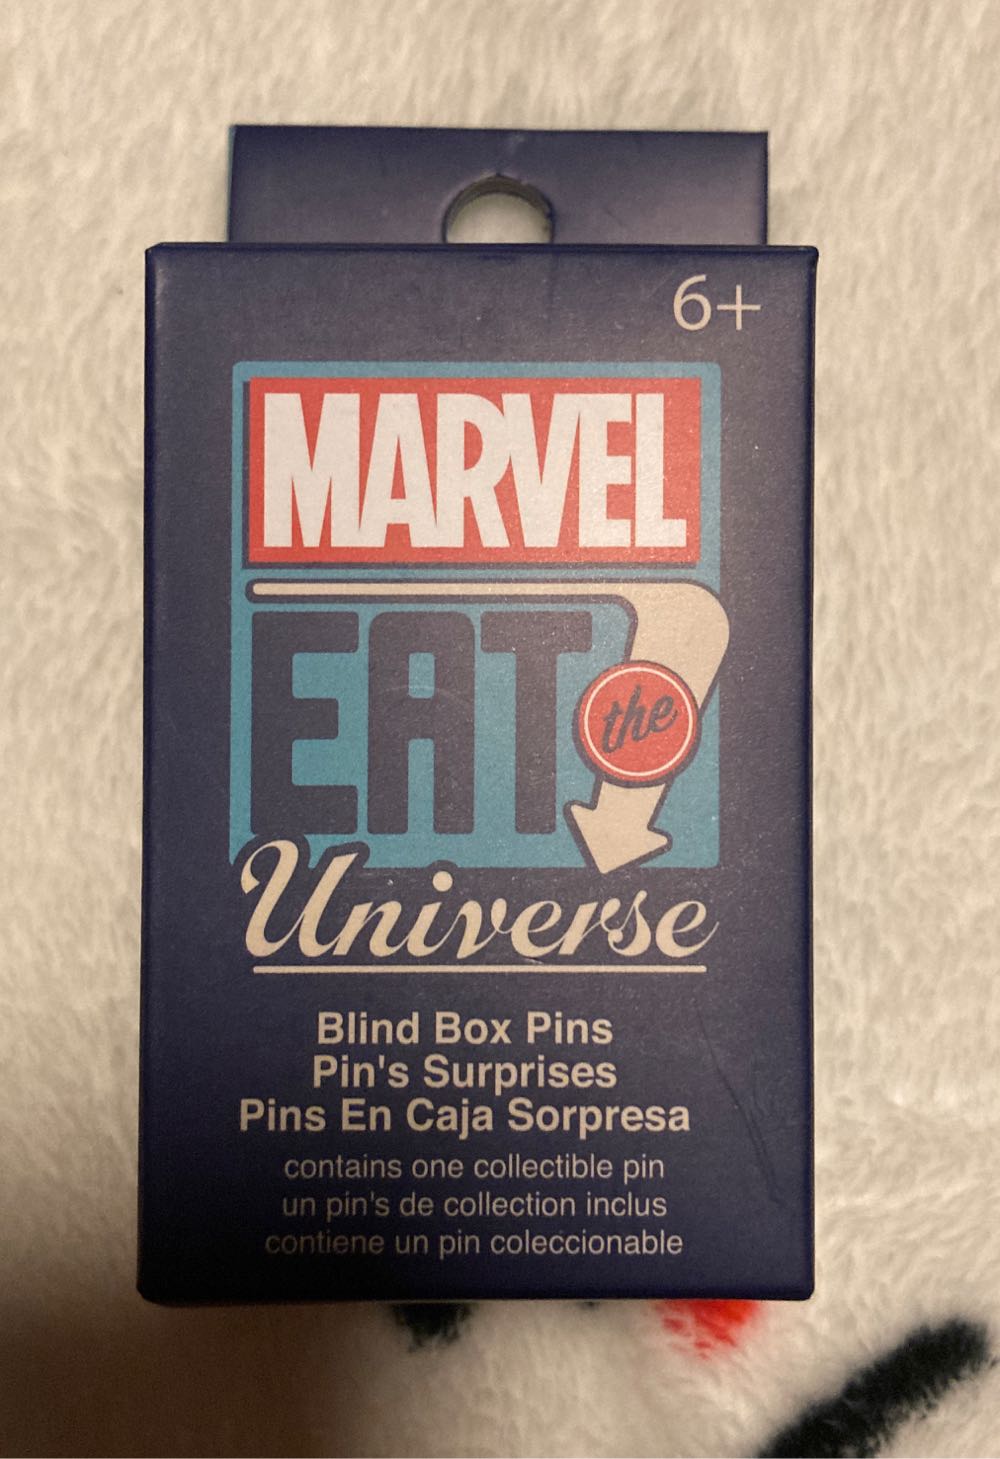 6+
MARVEL
EAT the
Universe
Blind Box Pins
Pin's Surprises
Pins En Caja Sorpresa
contains one collectible pin
un pin's de collection inclus
contiene un pin coleccionable